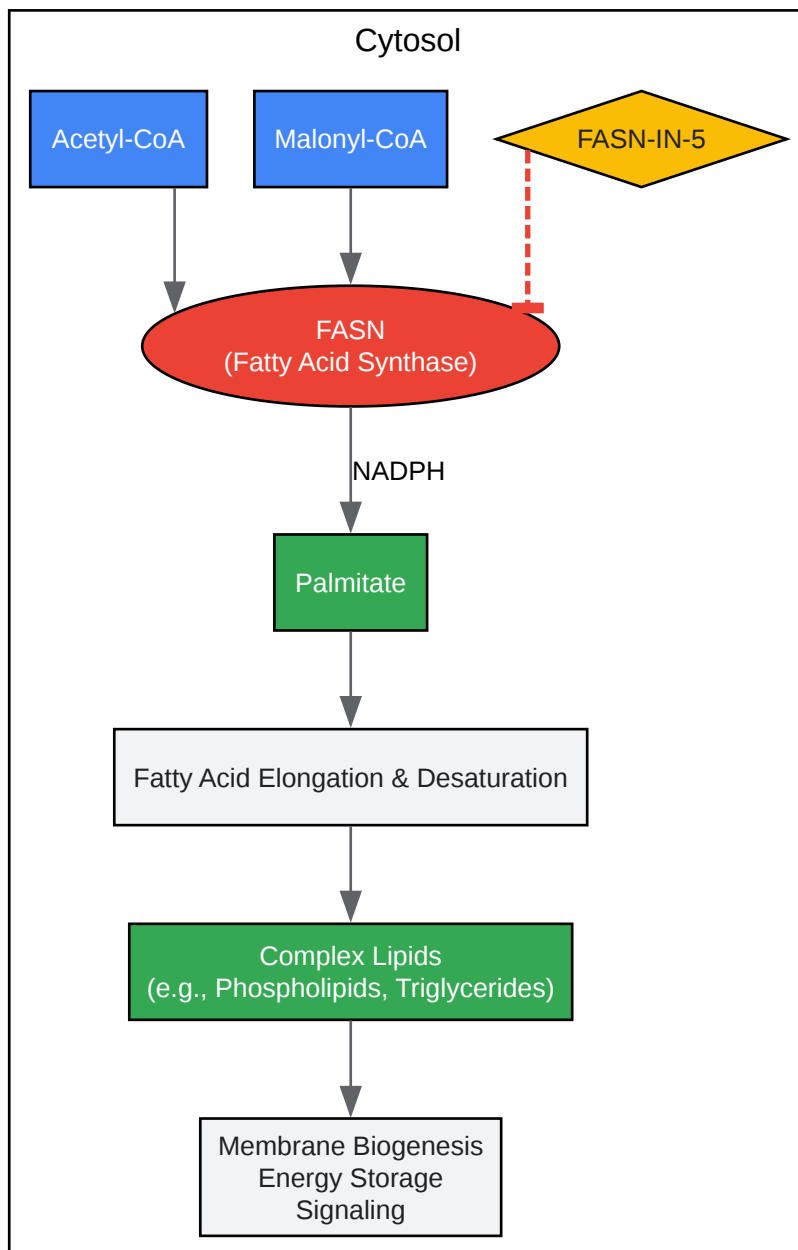 Cytosol
Acetyl-CoA
Malonyl-CoA
FASN-IN-5
FASN
(Fatty Acid Synthase)
NADPH
Palmitate
Fatty Acid Elongation & Desaturation
Complex Lipids
(e.g., Phospholipids, Triglycerides)
Membrane Biogenesis
Energy Storage
Signaling